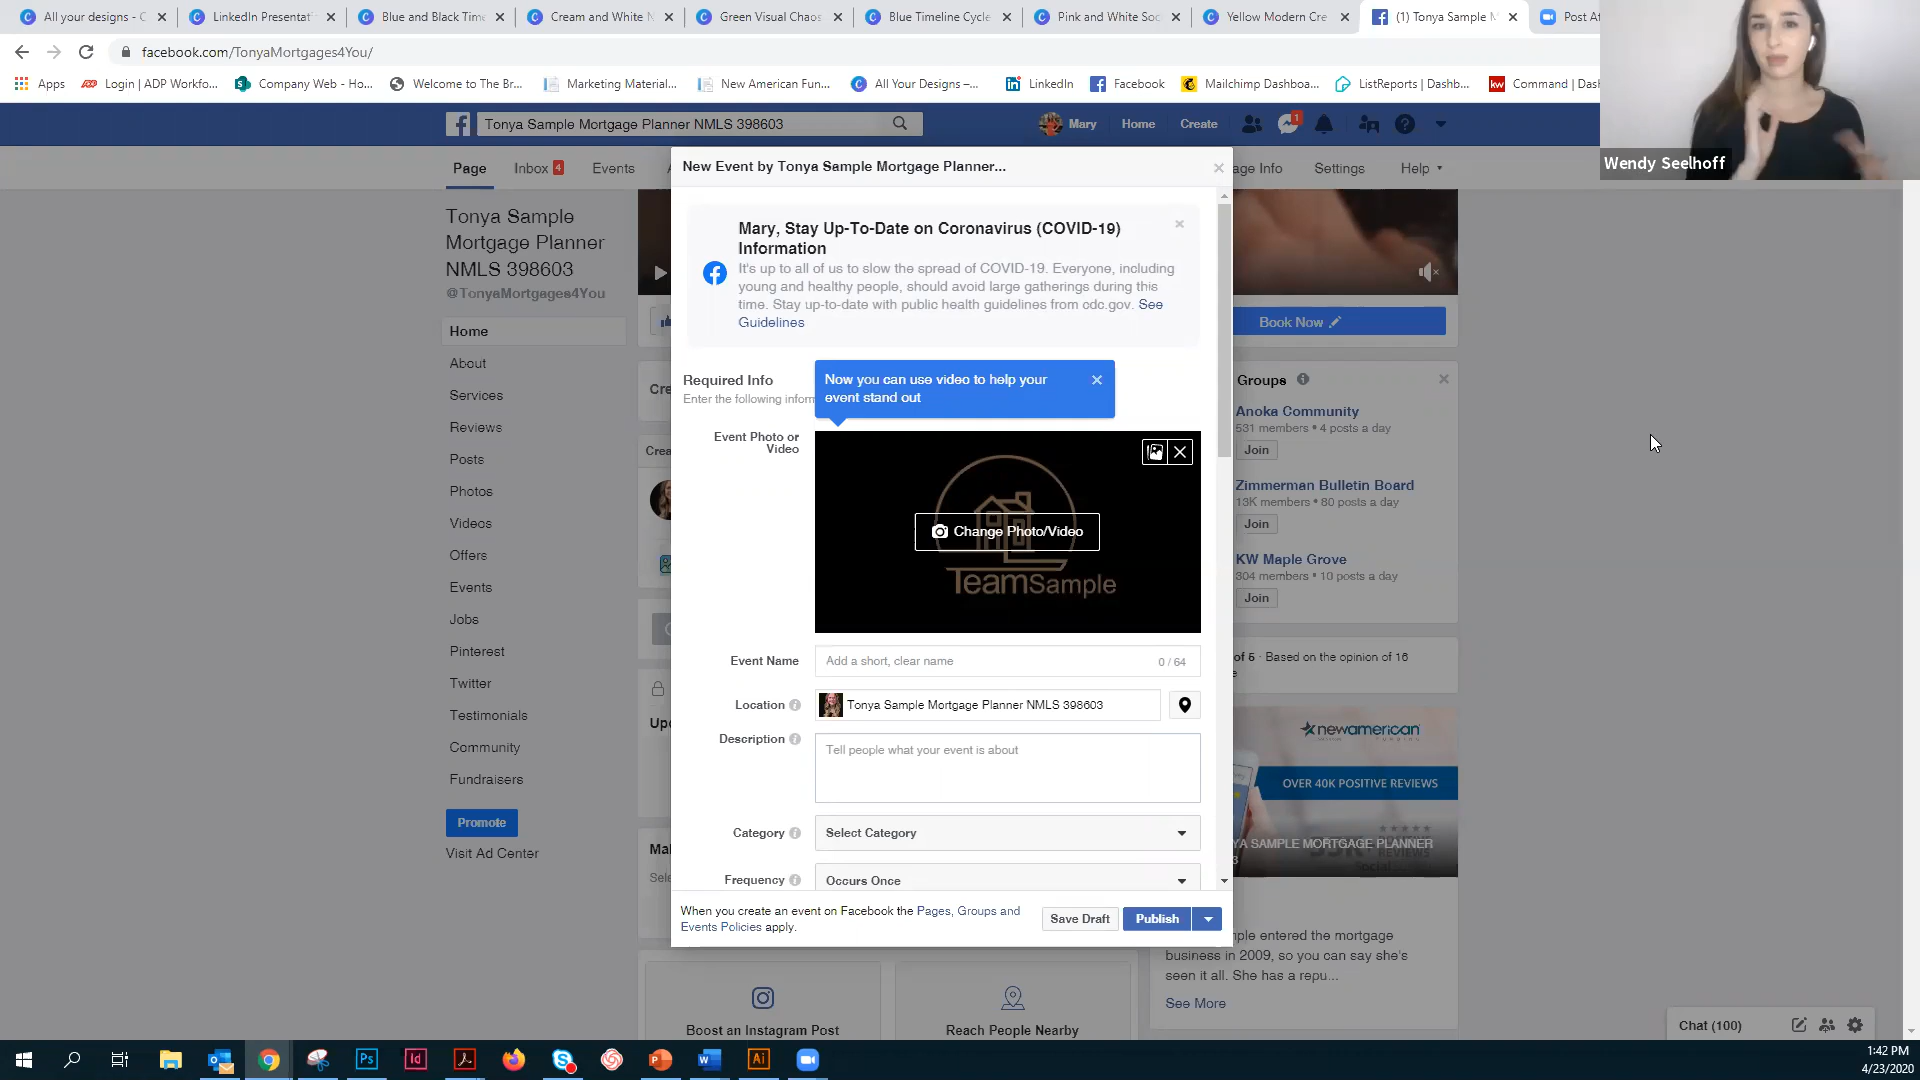 All your designs - C
LinkedIn Presentat
Blue and Black Time
Cream and White N
Green Visual Chaos
Blue Timeline Cycle
Pink and White Soc
Yellow Modern Cre
(1) Tonya Sample M
Post Af
facebook.com/TonyaMortgages4You/
Apps
Login | ADP Workfo...
Company Web - Ho...
Welcome to The Br...
Marketing Material...
New American Fun...
All Your Designs –...
LinkedIn
Facebook
Mailchimp Dashboa...
ListReports | Dashb...
Command | Das
Wendy Seelhoff
Tonya Sample Mortgage Planner NMLS 398603
Mary
Home
Create
1
Page
Inbox 4
Events
Settings
Help
Tonya Sample
Mortgage Planner
NMLS 398603
@TonyaMortgages4You
Home
About
Services
Reviews
Posts
Photos
Videos
Offers
Events
Jobs
Pinterest
Twitter
Testimonials
Community
Fundraisers
Promote
Visit Ad Center
New Event by Tonya Sample Mortgage Planner...
Mary, Stay Up-To-Date on Coronavirus (COVID-19)
Information
It's up to all of us to slow the spread of COVID-19. Everyone, including
young and healthy people, should avoid large gatherings during this
time. Stay up-to-date with public health guidelines from cdc.gov. See
Guidelines
Required Info
Enter the following inform
Now you can use video to help your
event stand out
Event Photo or
Video
Change Photo/Video
TeamSample
Event Name
Add a short, clear name
0 / 64
Location
Tonya Sample Mortgage Planner NMLS 398603
Description
Tell people what your event is about
Category
Select Category
Frequency
Occurs Once
When you create an event on Facebook the Pages, Groups and
Events Policies apply.
Save Draft
Publish
Boost an Instagram Post
Reach People Nearby
Book Now
Groups
Anoka Community
531 members • 4 posts a day
Join
Zimmerman Bulletin Board
13K members • 80 posts a day
Join
KW Maple Grove
304 members • 10 posts a day
Join
of 5 · Based on the opinion of 16
newamerican
OVER 40K POSITIVE REVIEWS
YA SAMPLE MORTGAGE PLANNER
entered the mortgage
business in 2009, so you can say she's
seen it all. She has a repu...
See More
Chat (100)
1:42 PM
4/23/2020